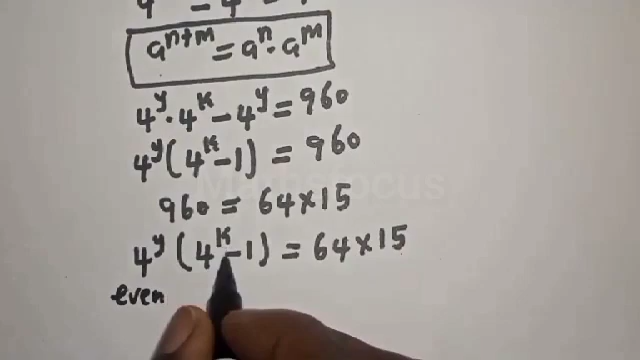 a^{n+m} = a^n · a^m
4^y · 4^k - 4^y = 960
4^y (4^k - 1) = 960
960 = 64 × 15
4^y (4^k - 1) = 64 × 15
even